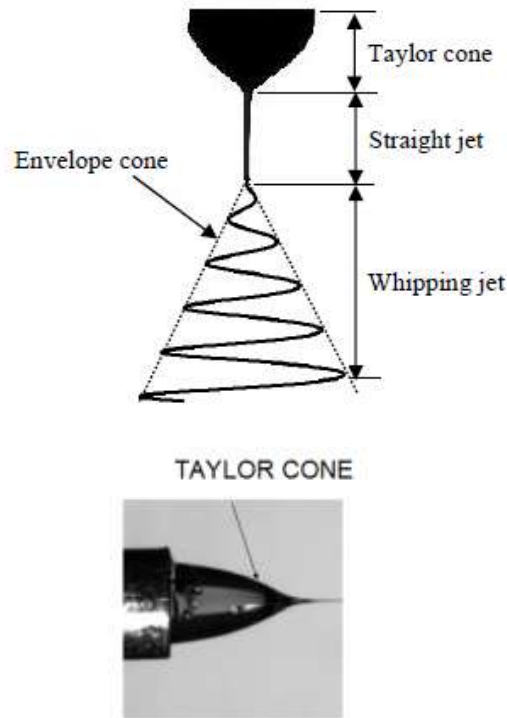 Taylor cone
Straight jet
Envelope cone
Whipping jet
TAYLOR CONE